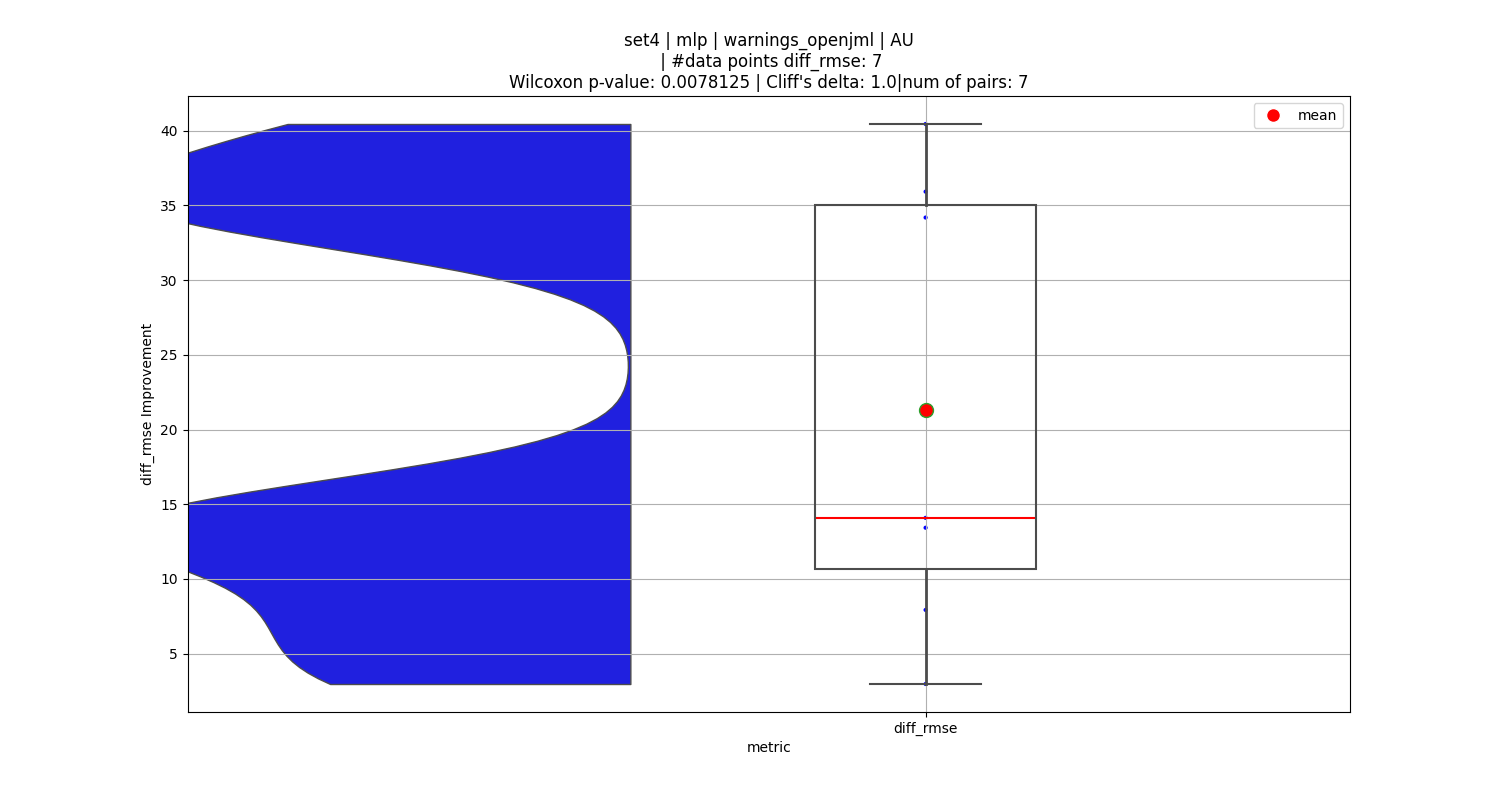 set4 | mlp | warnings_openjml | AU
| #data points diff_rmse: 7
Wilcoxon p-value: 0.0078125 | Cliff's delta: 1.0|num of pairs: 7
mean
40
35
30
25
20
15
10
5
diff_rmse Improvement
diff_rmse
metric